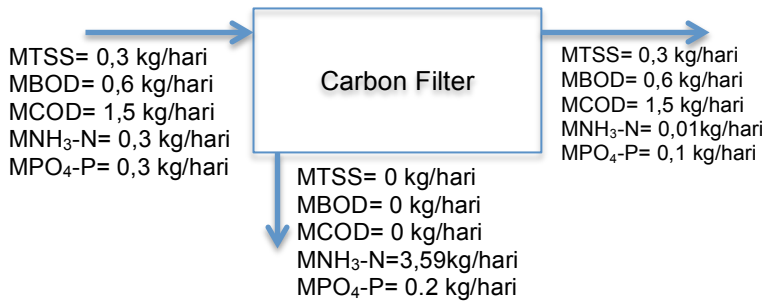 MTSS= 0,3 kg/hari
MBOD= 0,6 kg/hari
MCOD= 1,5 kg/hari
MNH₃-N= 0,3 kg/hari
MPO₄-P= 0,3 kg/hari
Carbon Filter
MTSS= 0,3 kg/hari
MBOD= 0,6 kg/hari
MCOD= 1,5 kg/hari
MNH₃-N= 0,01kg/hari
MPO₄-P= 0,1 kg/hari
MTSS= 0 kg/hari
MBOD= 0 kg/hari
MCOD= 0 kg/hari
MNH₃-N=3,59kg/hari
MPO₄-P= 0.2 kg/hari